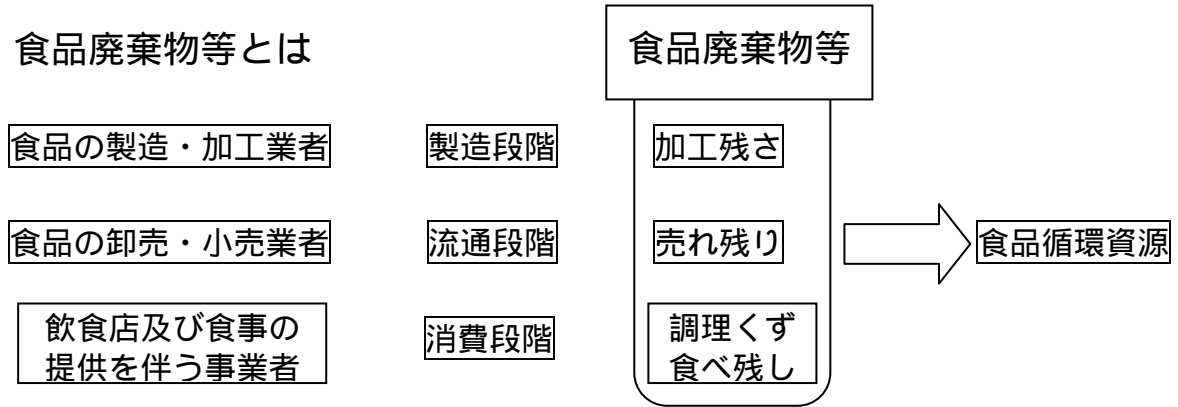 食品廃棄物等とは
食品廃棄物等
食品の製造・加工業者
製造段階
加工残さ
食品の卸売・小売業者
流通段階
売れ残り
食品循環資源
飲食店及び食事の
提供を伴う事業者
消費段階
調理くず
食べ残し